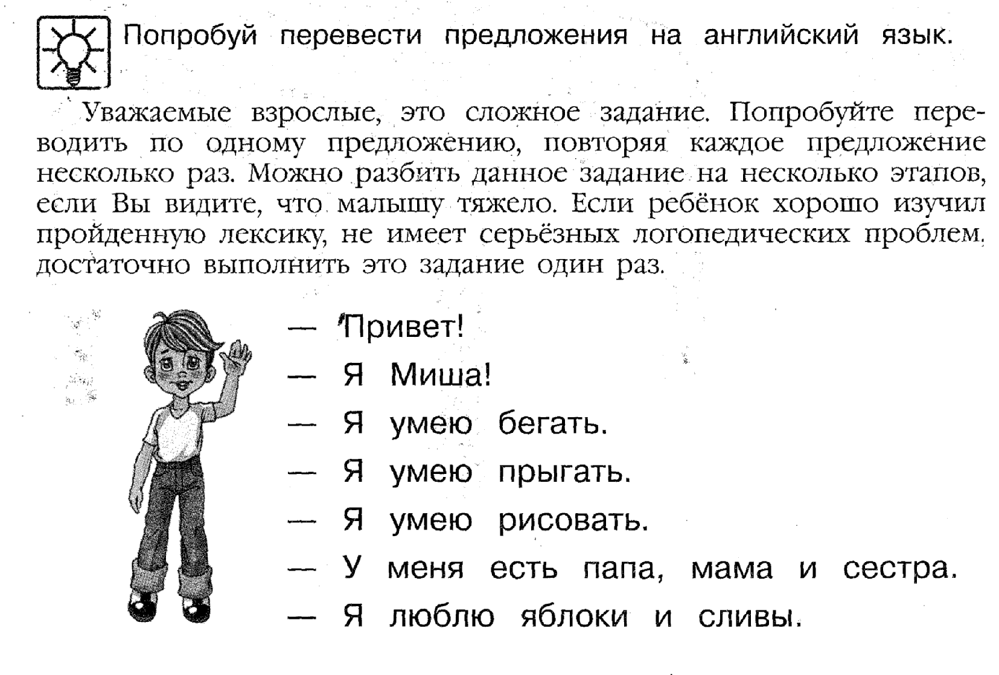 Попробуй перевести предложения на английский язык.
Уважаемые взрослые, это сложное задание. Попробуйте пере-
водить по одному предложению, повторяя каждое предложение
несколько раз. Можно разбить данное задание на несколько этапов,
если Вы видите, что малышу тяжело. Если ребёнок хорошо изучил
пройденную лексику, не имеет серьёзных логопедических проблем,
достаточно выполнить это задание один раз.
— Привет!
— Я Миша!
— Я умею бегать.
— Я умею прыгать.
— Я умею рисовать.
— У меня есть папа, мама и сестра.
— Я люблю яблоки и сливы.